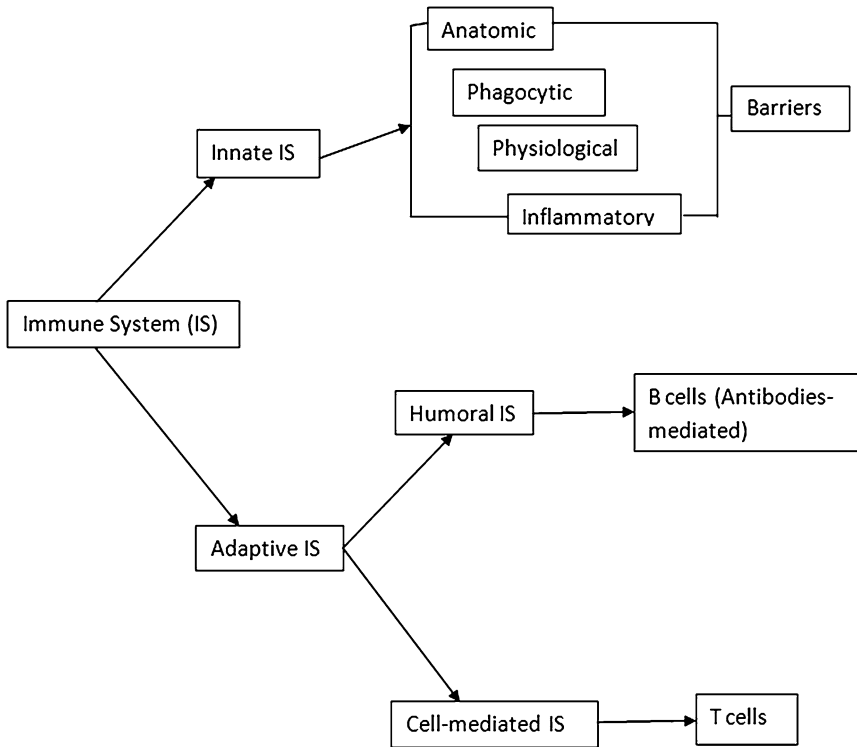 Anatomic
Phagocytic
Barriers
Physiological
Innate IS
Inflammatory
Immune System (IS)
Humoral IS
B cells (Antibodies-
mediated)
Adaptive IS
Cell-mediated IS
T cells